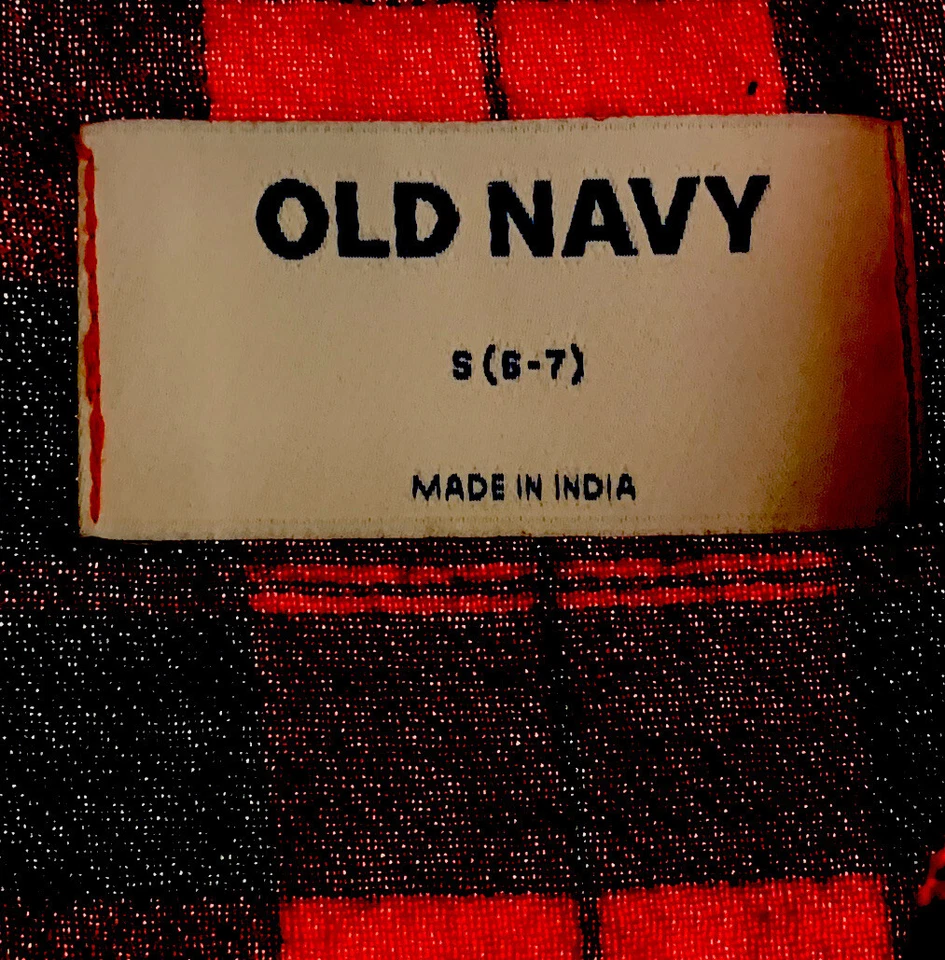 OLD NAVY
S (6-7)
MADE IN INDIA